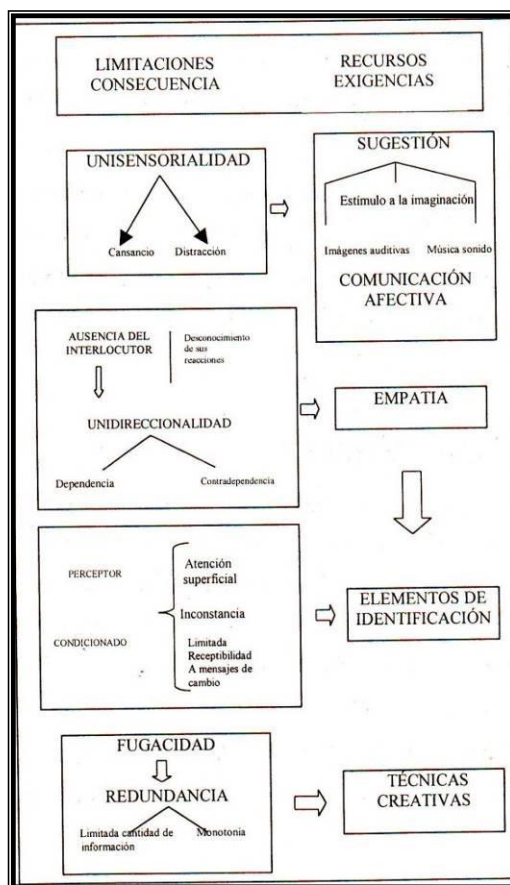 LIMITACIONES
CONSECUENCIA
RECURSOS
EXIGENCIAS
UNISENSORIALIDAD
Cansancio
Distracción
SUGESTIÓN
Estímulo a la imaginación
Imágenes auditivas
Música sonido
COMUNICACIÓN
AFECTIVA
AUSENCIA DEL
INTERLOCUTOR
Desconocimiento
de sus
reacciones
UNIDIRECCIONALIDAD
Dependencia
Contradependencia
EMPATIA
PERCEPTOR
CONDICIONADO
Atención
superficial
Inconstancia
Limitada
Receptibilidad
A mensajes de
cambio
ELEMENTOS DE
IDENTIFICACIÓN
FUGACIDAD
REDUNDANCIA
Limitada cantidad de
información
Monotonía
TÉCNICAS
CREATIVAS